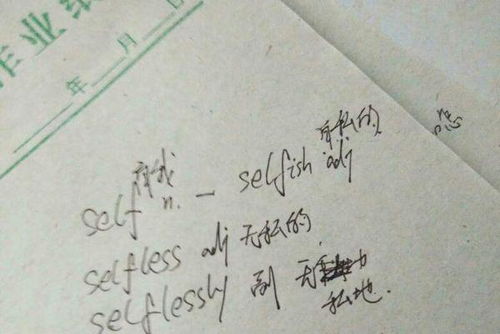 作业纸
年 月 日
self 自我 n. — selfish 自私的 adj
selfless adj 无私的
selflessly 副 无私地.